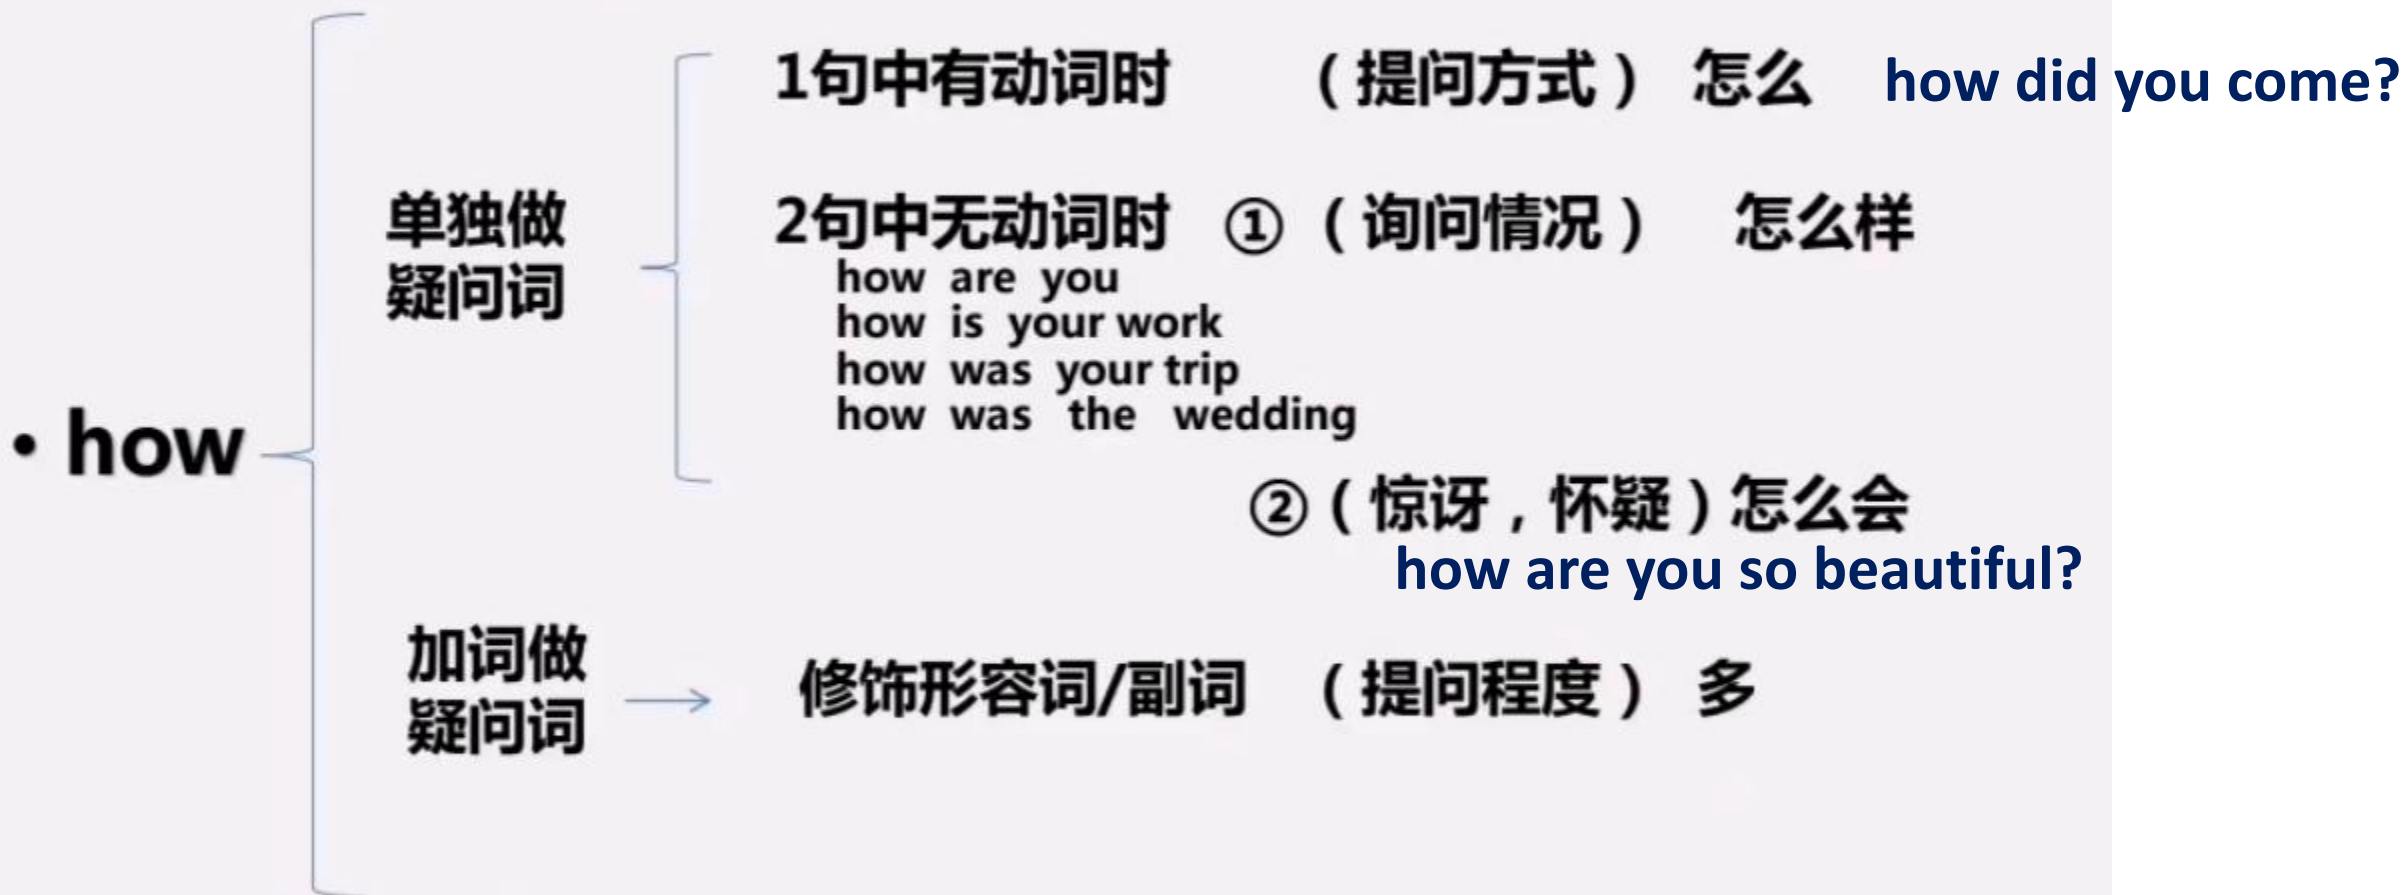 • how
单独做
疑问词
1句中有动词时 （提问方式） 怎么 how did you come?
2句中无动词时 ①（询问情况） 怎么样
how are you
how is your work
how was your trip
how was the wedding
②（惊讶，怀疑）怎么会
how are you so beautiful?
加词做
疑问词
修饰形容词/副词 （提问程度） 多